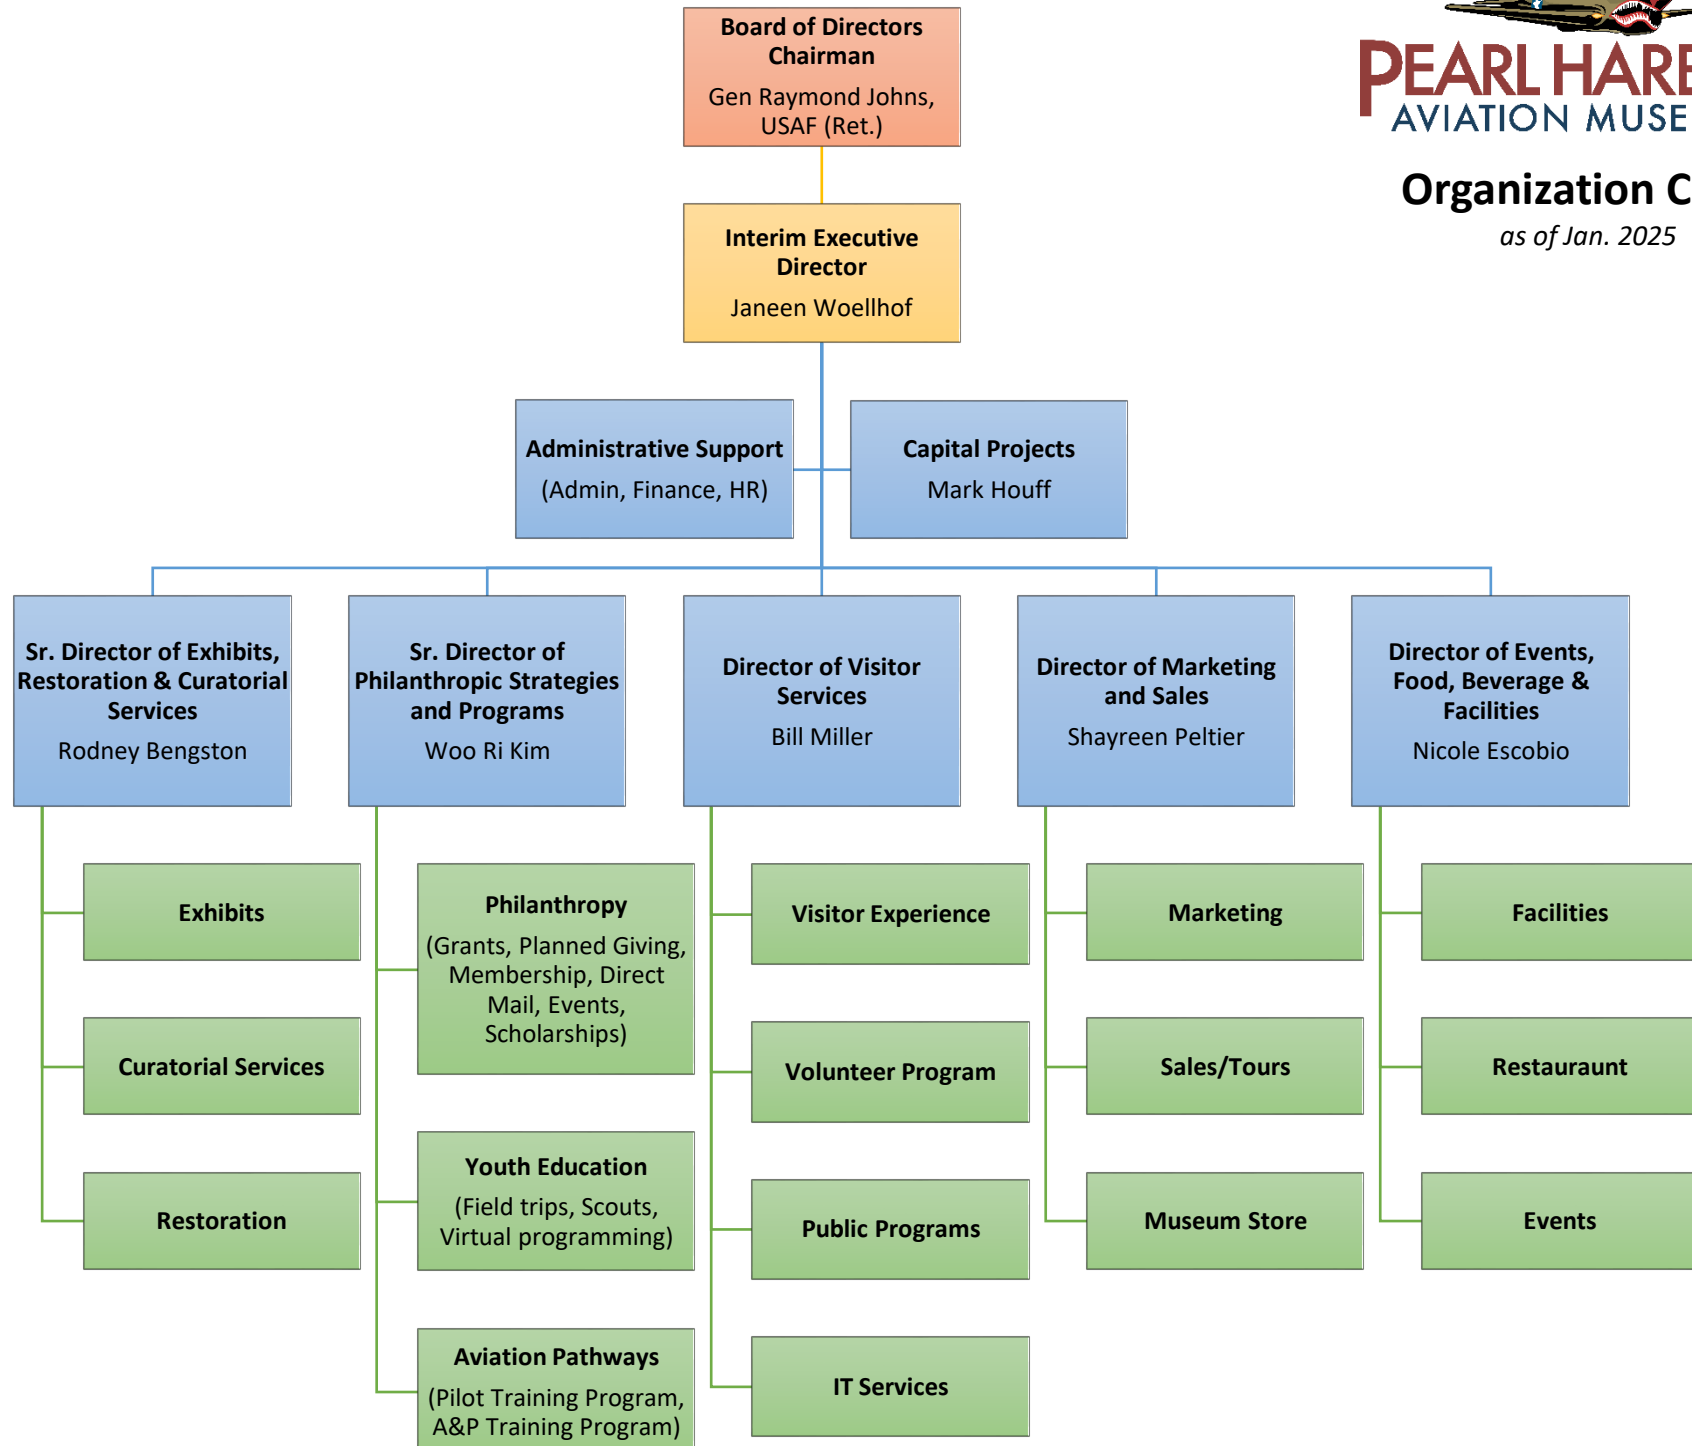 Board of Directors
Chairman
Gen Raymond Johns,
USAF (Ret.)
PEARL HARB
AVIATION MUSE
Organization C
as of Jan. 2025
Interim Executive
Director
Janeen Woellhof
Administrative Support
(Admin, Finance, HR)
Capital Projects
Mark Houff
Sr. Director of Exhibits,
Restoration & Curatorial
Services
Rodney Bengston
Sr. Director of
Philanthropic Strategies
and Programs
Woo Ri Kim
Director of Visitor
Services
Bill Miller
Director of Marketing
and Sales
Shayreen Peltier
Director of Events,
Food, Beverage &
Facilities
Nicole Escobio
Exhibits
Curatorial Services
Restoration
Philanthropy
(Grants, Planned Giving,
Membership, Direct
Mail, Events,
Scholarships)
Youth Education
(Field trips, Scouts,
Virtual programming)
Aviation Pathways
(Pilot Training Program,
A&P Training Program)
Visitor Experience
Volunteer Program
Public Programs
IT Services
Marketing
Sales/Tours
Museum Store
Facilities
Restauraunt
Events